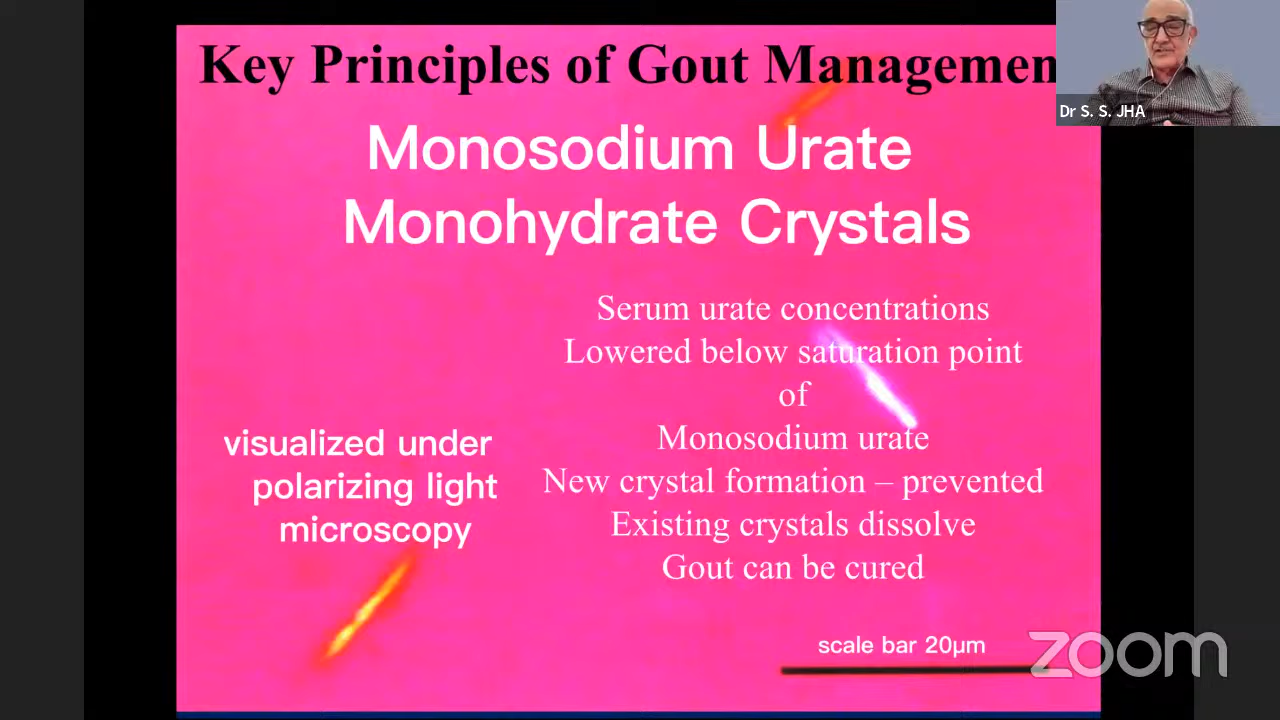 Key Principles of Gout Managemen
Dr S. S. JHA
Monosodium Urate
Monohydrate Crystals
Serum urate concentrations
Lowered below saturation point
of
Monosodium urate
New crystal formation – prevented
Existing crystals dissolve
Gout can be cured
visualized under
polarizing light
microscopy
scale bar 20µm
zoom